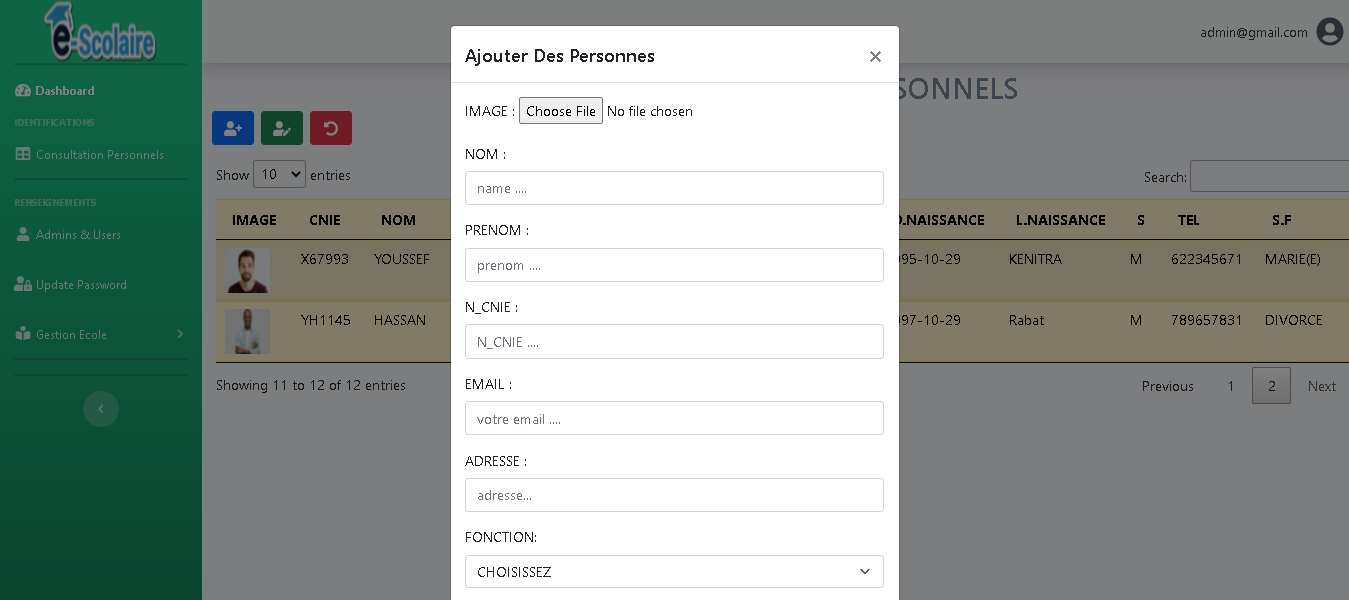 e-Scolaire
Dashboard
IDENTIFICATIONS
Consultation Personnels
RENSEIGNEMENTS
Admins & Users
Update Password
Gestion Ecole
admin@gmail.com
SONNELS
Show 10 entries
Search:
IMAGE CNIE NOM D.NAISSANCE L.NAISSANCE S TEL S.F
X67993 YOUSSEF 995-10-29 KENITRA M 622345671 MARIE(E)
YH1145 HASSAN 997-10-29 Rabat M 789657831 DIVORCE
Showing 11 to 12 of 12 entries
Previous 1 2 Next
Ajouter Des Personnes ×
IMAGE : Choose File No file chosen
NOM :
name ....
PRENOM :
prenom ....
N_CNIE :
N_CNIE ....
EMAIL :
votre email ....
ADRESSE :
adresse...
FONCTION:
CHOISISSEZ